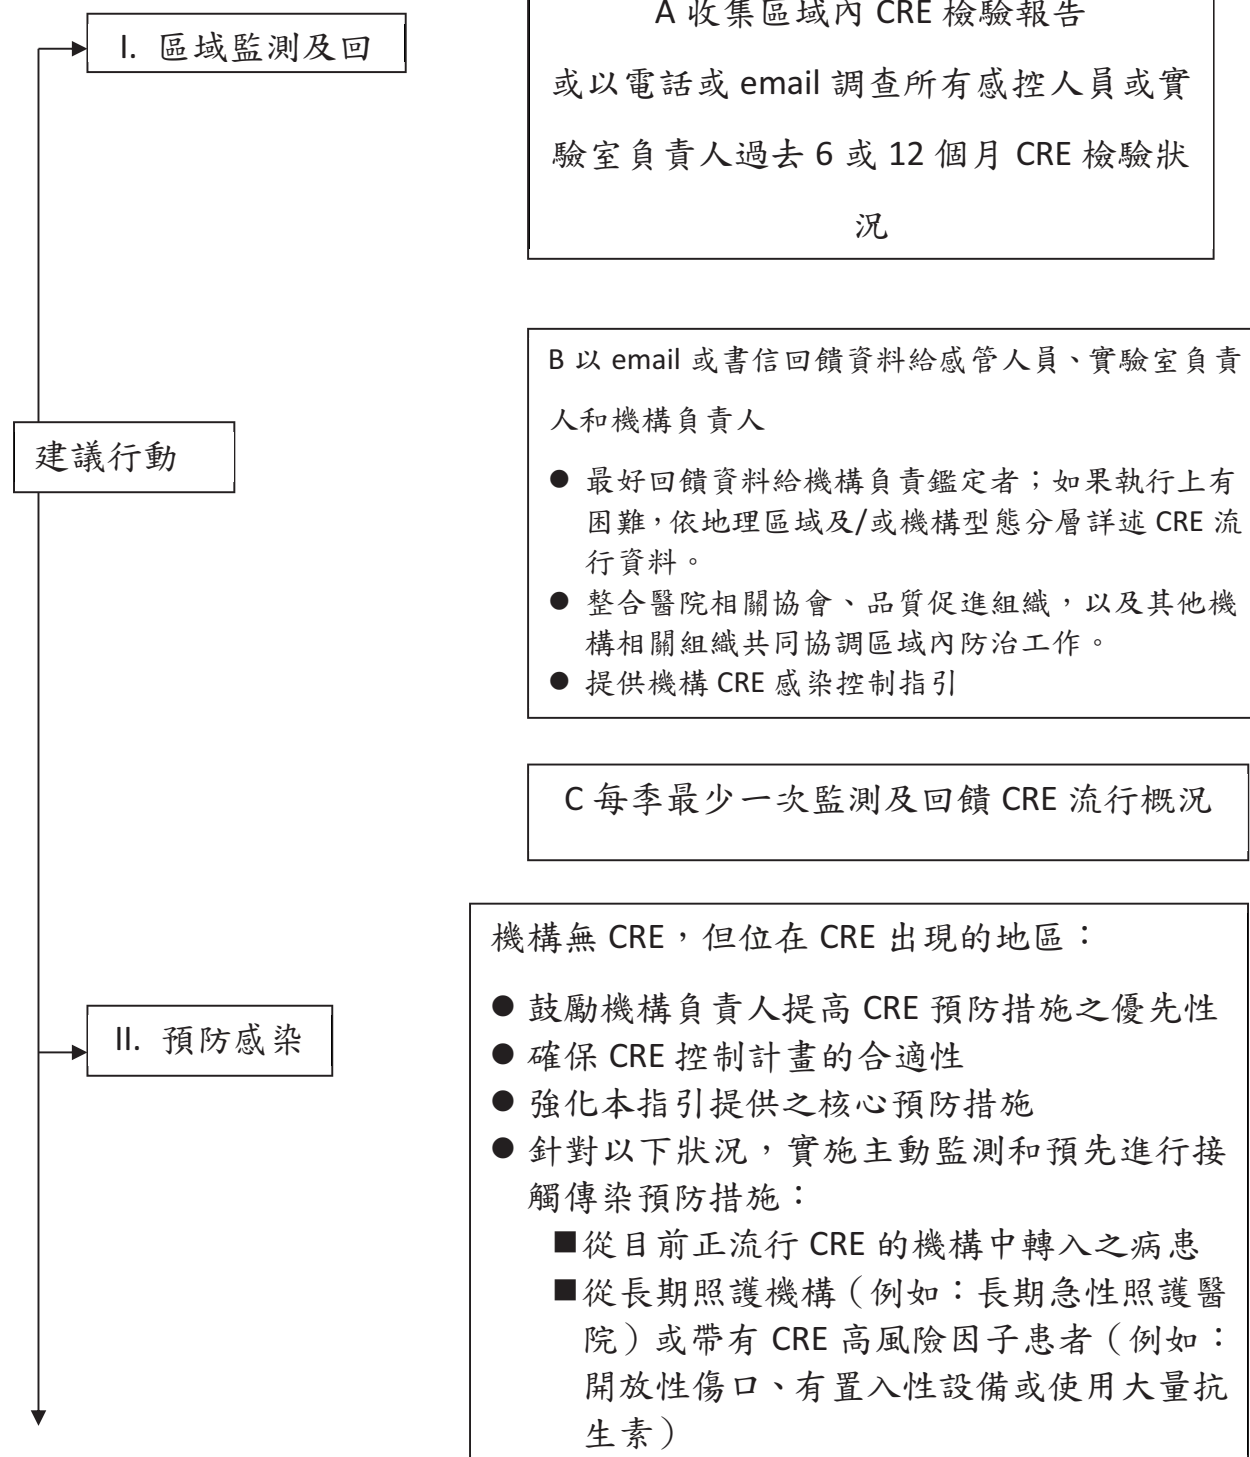 I. 區域監測及回
A 收集區域內 CRE 檢驗報告
或以電話或 email 調查所有感控人員或實
驗室負責人過去 6 或 12 個月 CRE 檢驗狀
況
建議行動
B 以 email 或書信回饋資料給感管人員、實驗室負責
人和機構負責人
● 最好回饋資料給機構負責鑑定者；如果執行上有
困難，依地理區域及/或機構型態分層詳述 CRE 流
行資料。
● 整合醫院相關協會、品質促進組織，以及其他機
構相關組織共同協調區域內防治工作。
● 提供機構 CRE 感染控制指引
C 每季最少一次監測及回饋 CRE 流行概況
II. 預防感染
機構無 CRE，但位在 CRE 出現的地區：
● 鼓勵機構負責人提高 CRE 預防措施之優先性
● 確保 CRE 控制計畫的合適性
● 強化本指引提供之核心預防措施
● 針對以下狀況，實施主動監測和預先進行接
觸傳染預防措施：
■從目前正流行 CRE 的機構中轉入之病患
■從長期照護機構（例如：長期急性照護醫
院）或帶有 CRE 高風險因子患者（例如：
開放性傷口、有置入性設備或使用大量抗
生素）